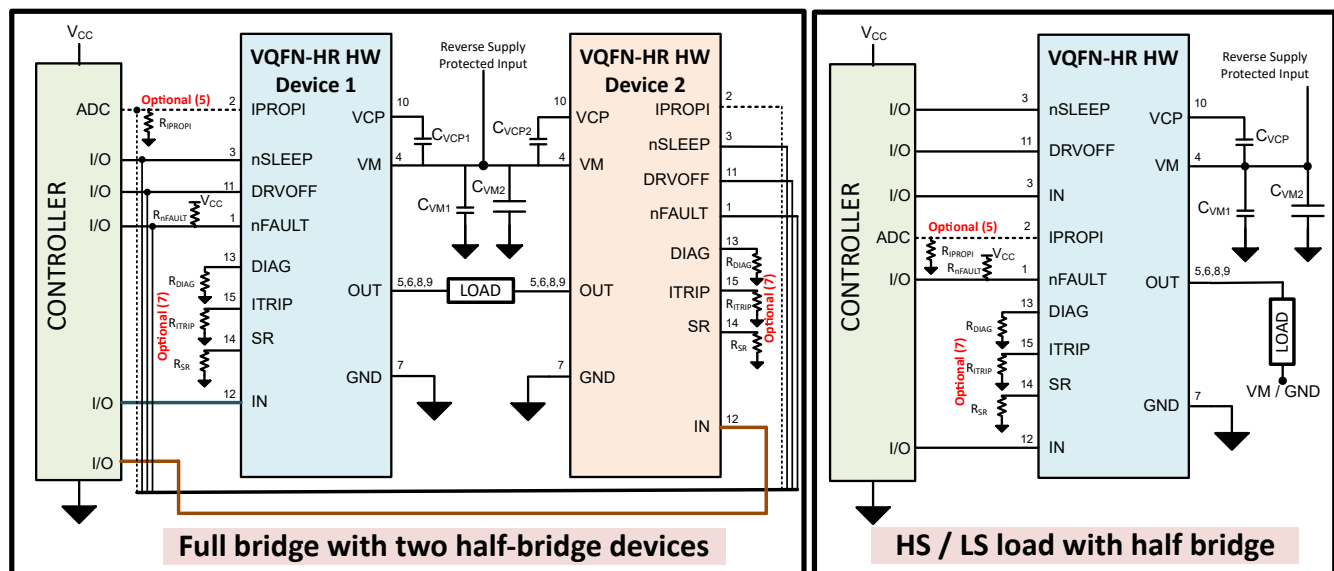 VCC
CONTROLLER
ADC
I/O
I/O
I/O
I/O
I/O
Optional (5)
RIPROPI
VCC
RnFAULT
RDIAG
RITRIP
RSR
Optional (7)
2
3
11
1
13
15
14
12
VQFN-HR HW
Device 1
IPROPI
nSLEEP
DRVOFF
nFAULT
DIAG
ITRIP
SR
IN
VCP
VM
OUT
GND
10
4
5,6,8,9
7
CVCP1
Reverse Supply
Protected Input
CVCP2
CVM1
CVM2
LOAD
10
4
5,6,8,9
7
VQFN-HR HW
Device 2
VCP
VM
OUT
GND
IPROPI
nSLEEP
DRVOFF
nFAULT
DIAG
ITRIP
SR
IN
2
3
11
1
13
15
14
12
RDIAG
RITRIP
RSR
Optional (7)
Full bridge with two half-bridge devices
VCC
CONTROLLER
I/O
I/O
I/O
ADC
I/O
I/O
Optional (5)
RIPROPI
VCC
RnFAULT
RDIAG
RITRIP
RSR
Optional (7)
3
11
3
2
1
13
15
14
12
VQFN-HR HW
nSLEEP
DRVOFF
IN
IPROPI
nFAULT
DIAG
ITRIP
SR
IN
VCP
VM
OUT
GND
10
4
5,6,8,9
7
Reverse Supply
Protected Input
CVCP
CVM1
CVM2
LOAD
VM / GND
HS / LS load with half bridge